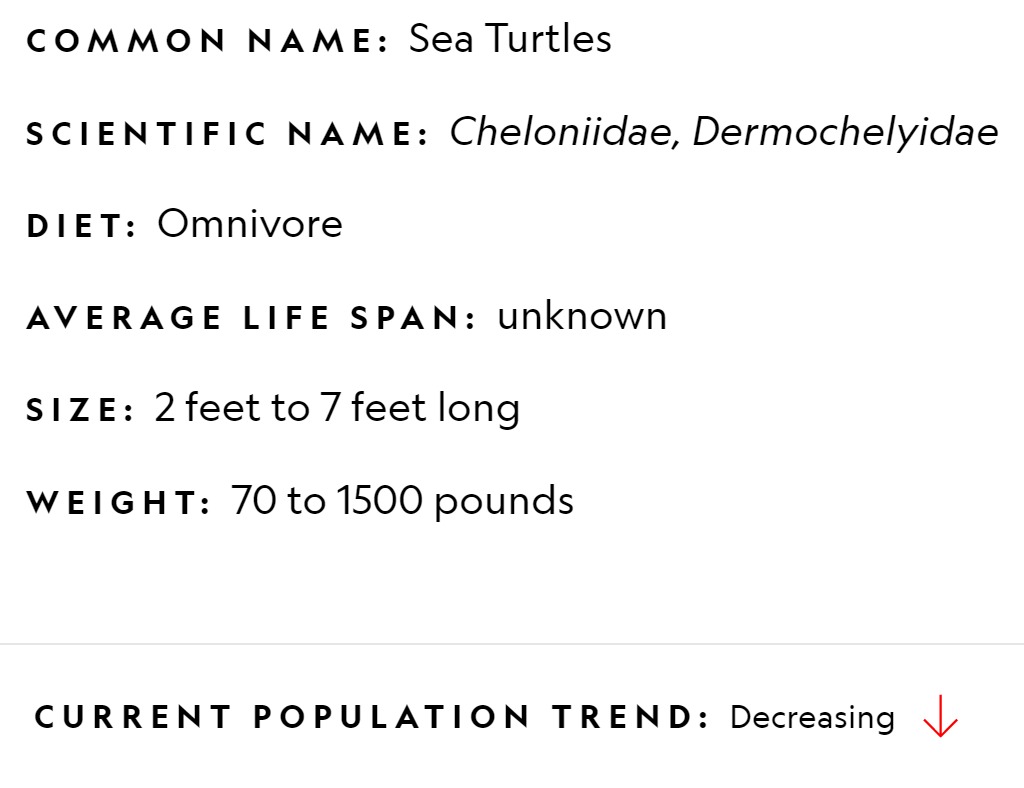 COMMON NAME: Sea Turtles
SCIENTIFIC NAME: Cheloniidae, Dermochelyidae
DIET: Omnivore
AVERAGE LIFE SPAN: unknown
SIZE: 2 feet to 7 feet long
WEIGHT: 70 to 1500 pounds
CURRENT POPULATION TREND: Decreasing